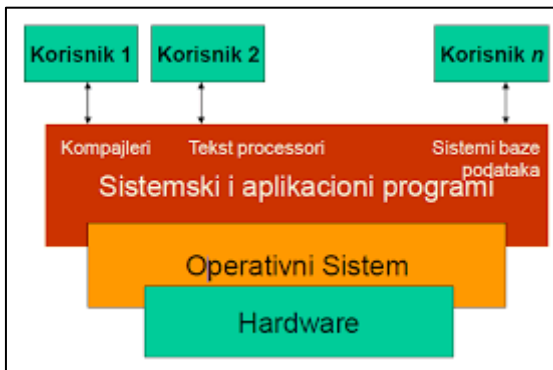 Korisnik 1
Korisnik 2
Korisnik n
Kompajleri
Tekst processori
Sistemi baze
podataka
Sistemski i aplikacioni programi
Operativni Sistem
Hardware